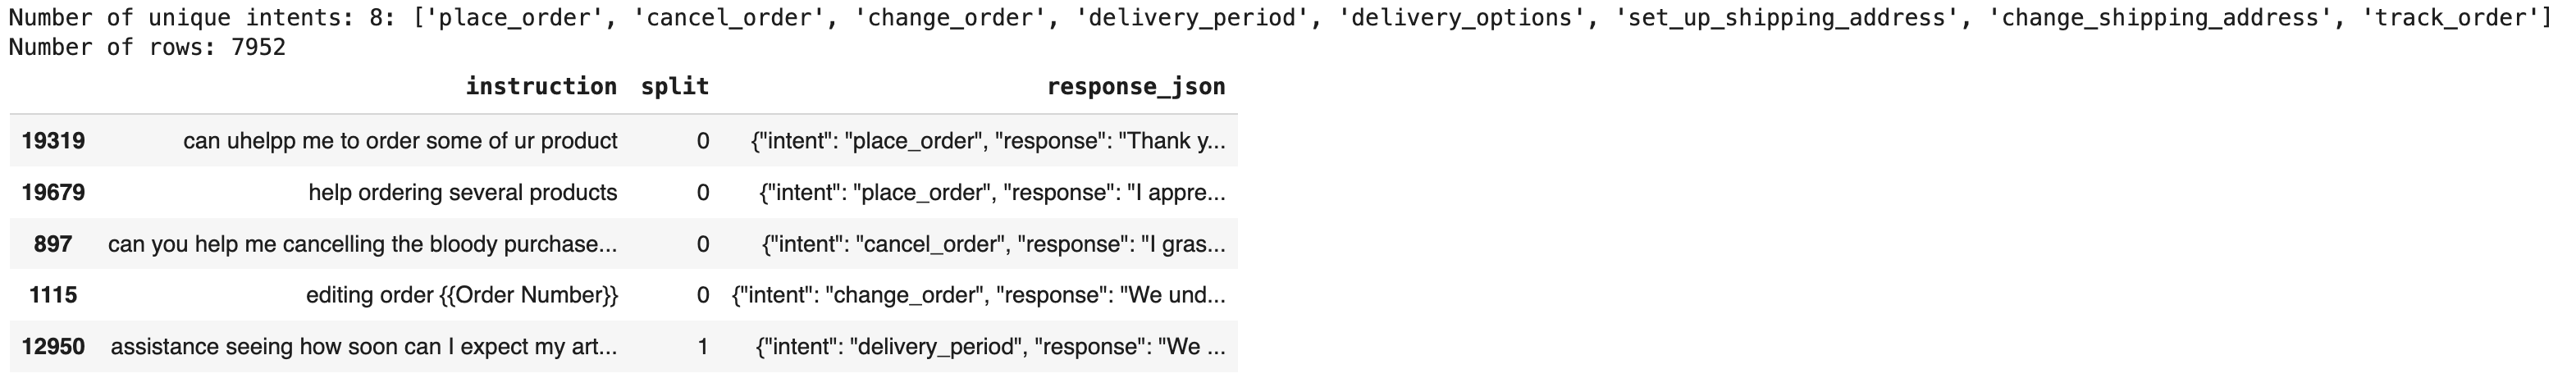 Number of unique intents: 8: ['place_order', 'cancel_order', 'change_order', 'delivery_period', 'delivery_options', 'set_up_shipping_address', 'change_shipping_address', 'track_order']
Number of rows: 7952
instruction split response_json
19319 can uhelpp me to order some of ur product 0 {"intent": "place_order", "response": "Thank y...
19679 help ordering several products 0 {"intent": "place_order", "response": "I appre...
897 can you help me cancelling the bloody purchase... 0 {"intent": "cancel_order", "response": "I gras...
1115 editing order {{Order Number}} 0 {"intent": "change_order", "response": "We und...
12950 assistance seeing how soon can I expect my art... 1 {"intent": "delivery_period", "response": "We ...